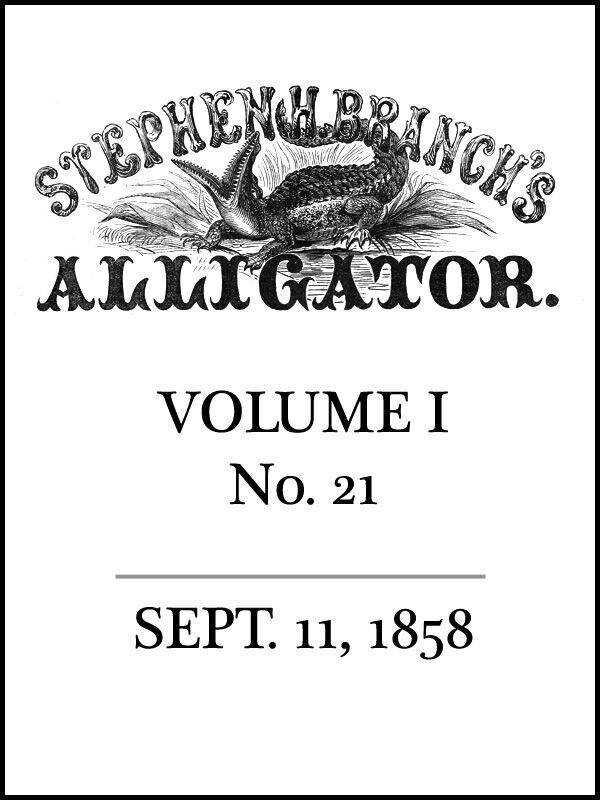 STEPHEN H. BRANCH'S
ALLIGATOR.
VOLUME I
No. 21
SEPT. 11, 1858